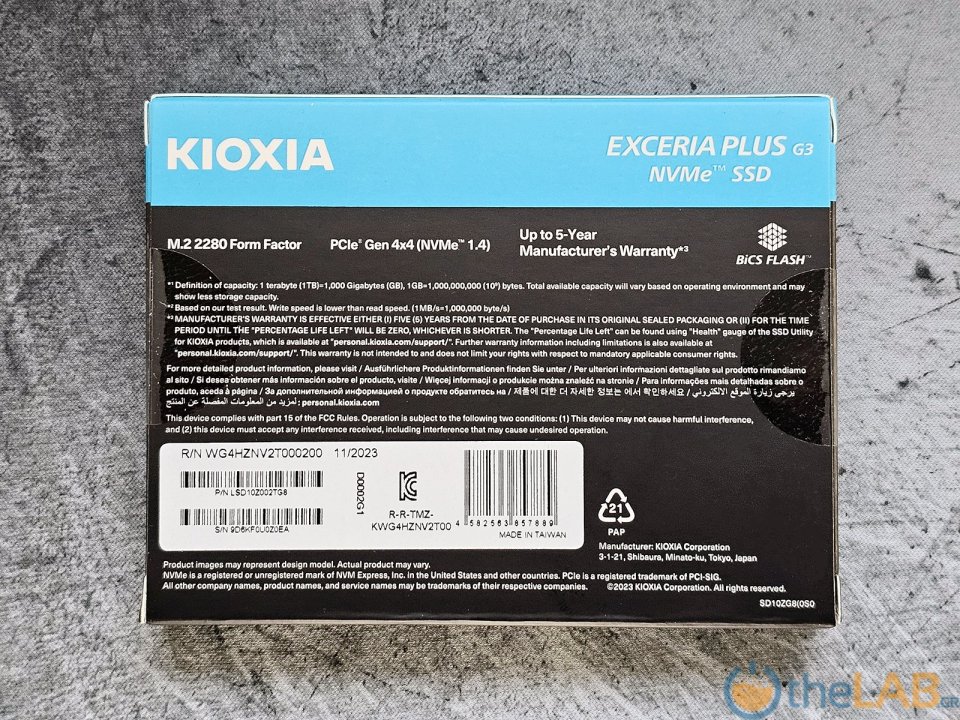 KIOXIA
EXCERIA PLUS G3
NVMe™ SSD
M.2 2280 Form Factor
PCIe® Gen 4x4 (NVMe™ 1.4)
Up to 5-Year
Manufacturer's Warranty*³
BiCS FLASH™
*¹ Definition of capacity: 1 terabyte (1TB)=1,000 Gigabytes (GB), 1GB=1,000,000,000 (10⁹) bytes. Total available capacity will vary based on operating environment and may
show less storage capacity.
*² Based on our test result. Write speed is lower than read speed. (1MB/s=1,000,000 byte/s)
*³ MANUFACTURER'S WARRANTY IS EFFECTIVE EITHER (I) FIVE (5) YEARS FROM THE DATE OF PURCHASE IN ITS ORIGINAL SEALED PACKAGING OR (II) FOR THE TIME
PERIOD UNTIL THE "PERCENTAGE LIFE LEFT" WILL BE ZERO, WHICHEVER IS SHORTER. The "Percentage Life Left" can be found using "Health" gauge of the SSD Utility
for KIOXIA products, which is available at "personal.kioxia.com/support/". Further warranty information including limitations is also available at
"personal.kioxia.com/support/". This warranty is not intended to and does not limit your rights with respect to mandatory applicable consumer rights.
For more detailed product information, please visit / Ausführlichere Produktinformationen finden Sie unter / Per ulteriori informazioni dettagliate sul prodotto rimandiamo
al sito / Si desea obtener más información sobre el producto, visite / Więcej informacji o produkcie można znaleźć na stronie / Para informações mais detalhadas sobre o
produto, aceda à página / За дополнительной информацией о продукте обратитесь на / 제품에 대한 더 자세한 정보는 에서 확인하세요 / يرجى زيارة الموقع الالكتروني
لمزيد من المعلومات المفصلة عن المنتج: personal.kioxia.com
This device complies with part 15 of the FCC Rules. Operation is subject to the following two conditions: (1) This device may not cause harmful interference,
and (2) this device must accept any interference received, including interference that may cause undesired operation.
R/N WG4HZNV2T000200 11/2023
P/N LSD10Z002TG8
S/N 9D6KF0U0Z0EA
D0002G1
R-R-TMZ-
KWG4HZNV2T00
4 582563 857889
MADE IN TAIWAN
21
PAP
Manufacturer: KIOXIA Corporation
3-1-21, Shibaura, Minato-ku, Tokyo, Japan
Product images may represent design model. Actual product may vary.
NVMe is a registered or unregistered mark of NVM Express, Inc. in the United States and other countries. PCIe is a registered trademark of PCI-SIG.
All other company names, product names, and service names may be trademarks of their respective companies.
©2023 KIOXIA Corporation. All rights reserved.
SD10ZG8(0S0
theLAB.GR